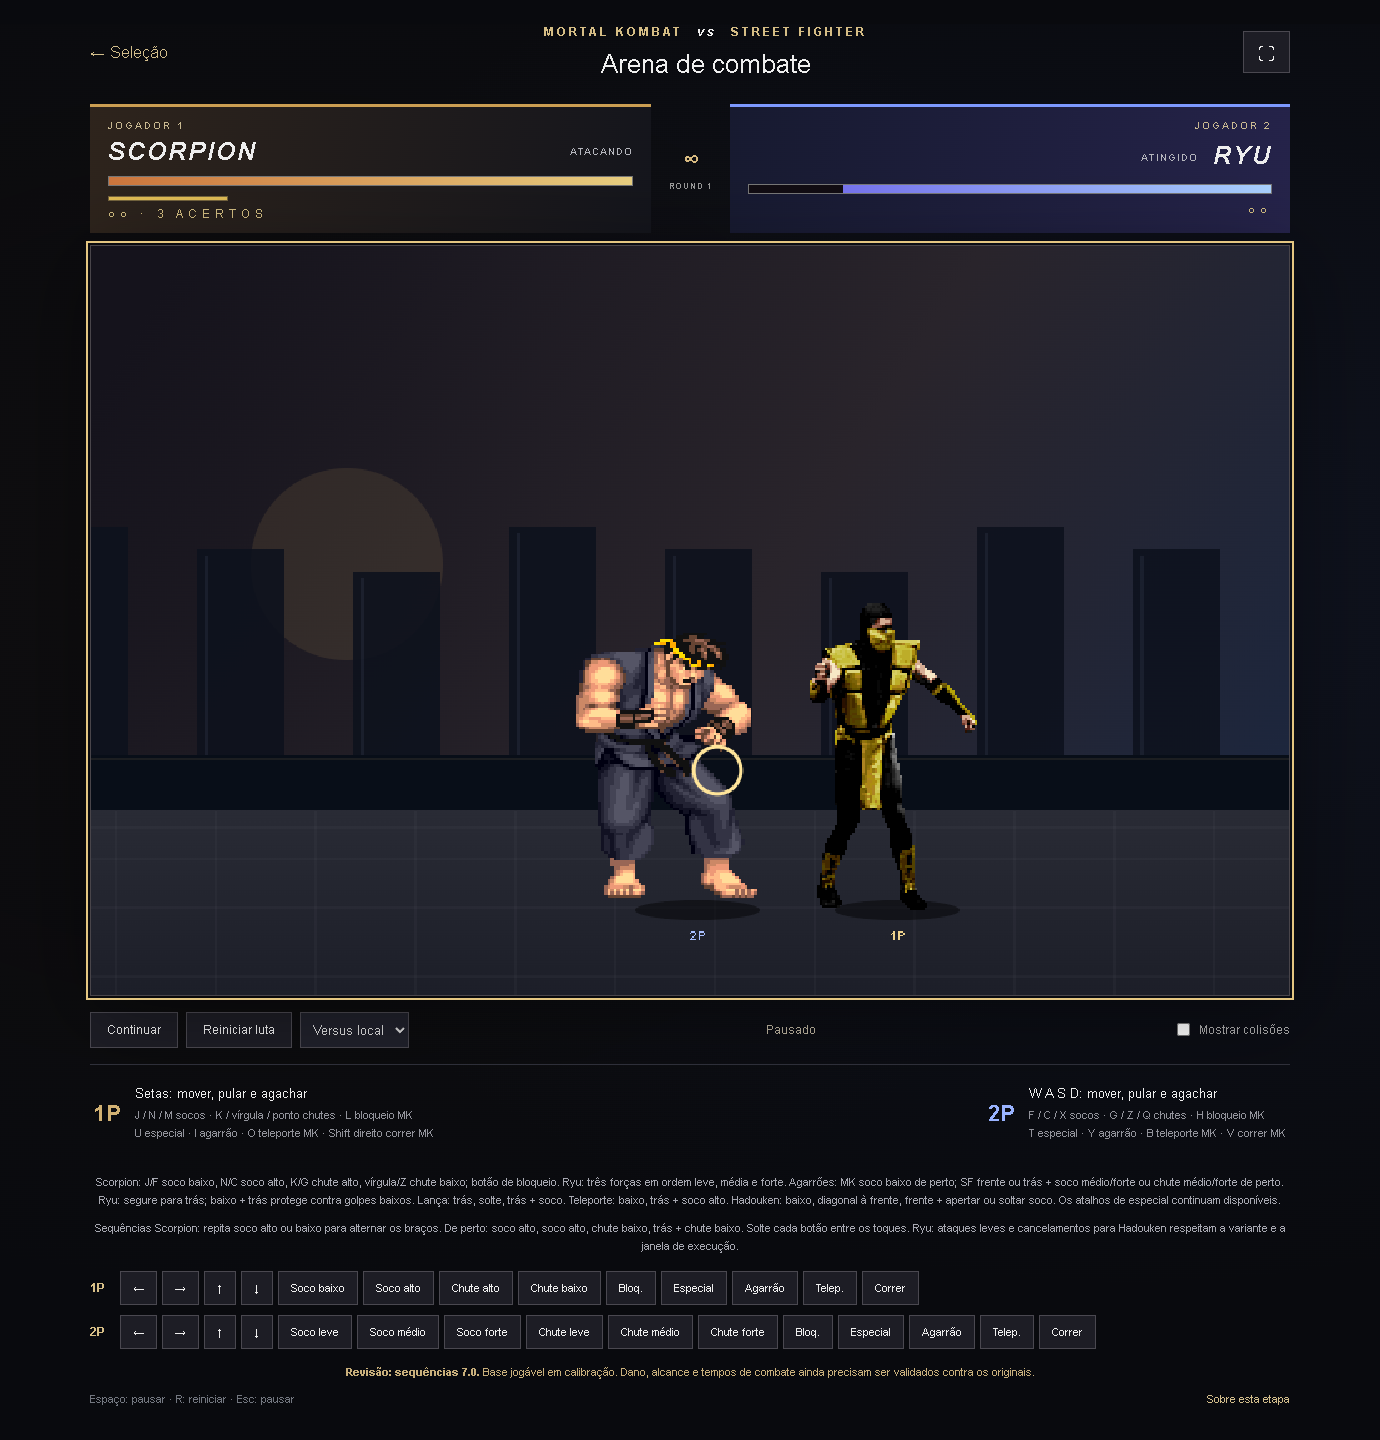 MORTAL KOMBAT VS STREET FIGHTER
← Seleção
Arena de combate
JOGADOR 1
SCORPION
ATACANDO
3 ACERTOS
∞
ROUND 1
JOGADOR 2
ATINGIDO RYU
2P
1P
Continuar
Reiniciar luta
Versus local
Pausado
Mostrar colisões
1P
Setas: mover, pular e agachar
J / N / M socos · K / vírgula / ponto chutes · L bloqueio MK
U especial · I agarrão · O teleporte MK · Shift direito correr MK
2P
W A S D: mover, pular e agachar
F / C / X socos · G / Z / Q chutes · H bloqueio MK
T especial · Y agarrão · B teleporte MK · V correr MK
Scorpion: J/F soco baixo, N/C soco alto, K/G chute alto, vírgula/Z chute baixo; botão de bloqueio. Ryu: três forças em ordem leve, média e forte. Agarrões: MK soco baixo de perto; SF frente ou trás + soco médio/forte ou chute médio/forte de perto.
Ryu: segure para trás; baixo + trás protege contra golpes baixos. Lança: trás, solte, trás + soco. Teleporte: baixo, trás + soco alto. Hadouken: baixo, diagonal à frente, frente + apertar ou soltar soco. Os atalhos de especial continuam disponíveis.
Sequências Scorpion: repita soco alto ou baixo para alternar os braços. De perto: soco alto, soco alto, chute baixo, trás + chute baixo. Solte cada botão entre os toques. Ryu: ataques leves e cancelamentos para Hadouken respeitam a variante e a
janela de execução.
1P ← → ↑ ↓ Soco baixo Soco alto Chute alto Chute baixo Bloq. Especial Agarrão Telep. Correr
2P ← → ↑ ↓ Soco leve Soco médio Soco forte Chute leve Chute médio Chute forte Bloq. Especial Agarrão Telep. Correr
Revisão: sequências 7.0. Base jogável em calibração. Dano, alcance e tempos de combate ainda precisam ser validados contra os originais.
Espaço: pausar · R: reiniciar · Esc: pausar
Sobre esta etapa